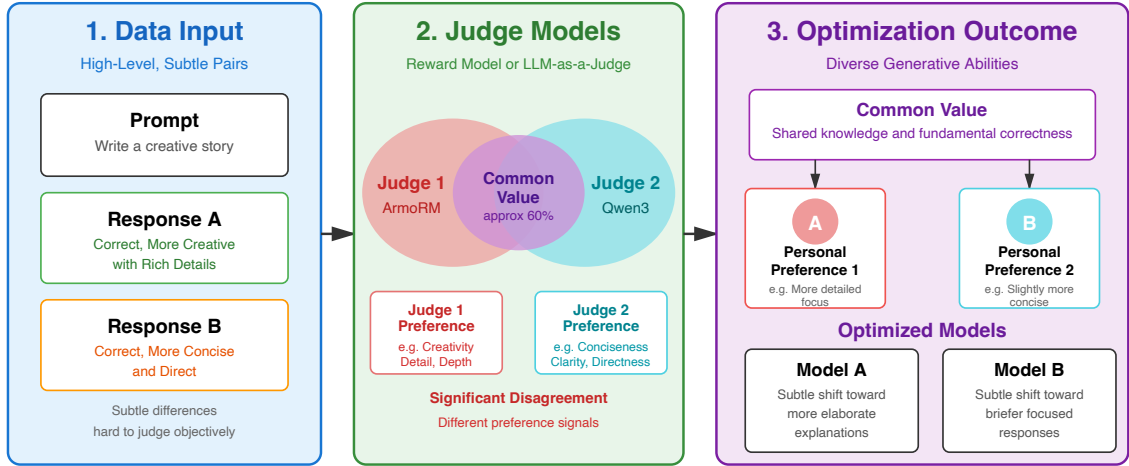 1. Data Input
High-Level, Subtle Pairs
Prompt
Write a creative story
Response A
Correct, More Creative
with Rich Details
Response B
Correct, More Concise
and Direct
Subtle differences
hard to judge objectively
2. Judge Models
Reward Model or LLM-as-a-Judge
Judge 1
ArmoRM
Common
Value
approx 60%
Judge 2
Qwen3
Judge 1
Preference
e.g. Creativity
Detail, Depth
Judge 2
Preference
e.g. Conciseness
Clarity, Directness
Significant Disagreement
Different preference signals
3. Optimization Outcome
Diverse Generative Abilities
Common Value
Shared knowledge and fundamental correctness
A
Personal
Preference 1
e.g. More detailed
focus
B
Personal
Preference 2
e.g. Slightly more
concise
Optimized Models
Model A
Subtle shift toward
more elaborate
explanations
Model B
Subtle shift toward
briefer focused
responses